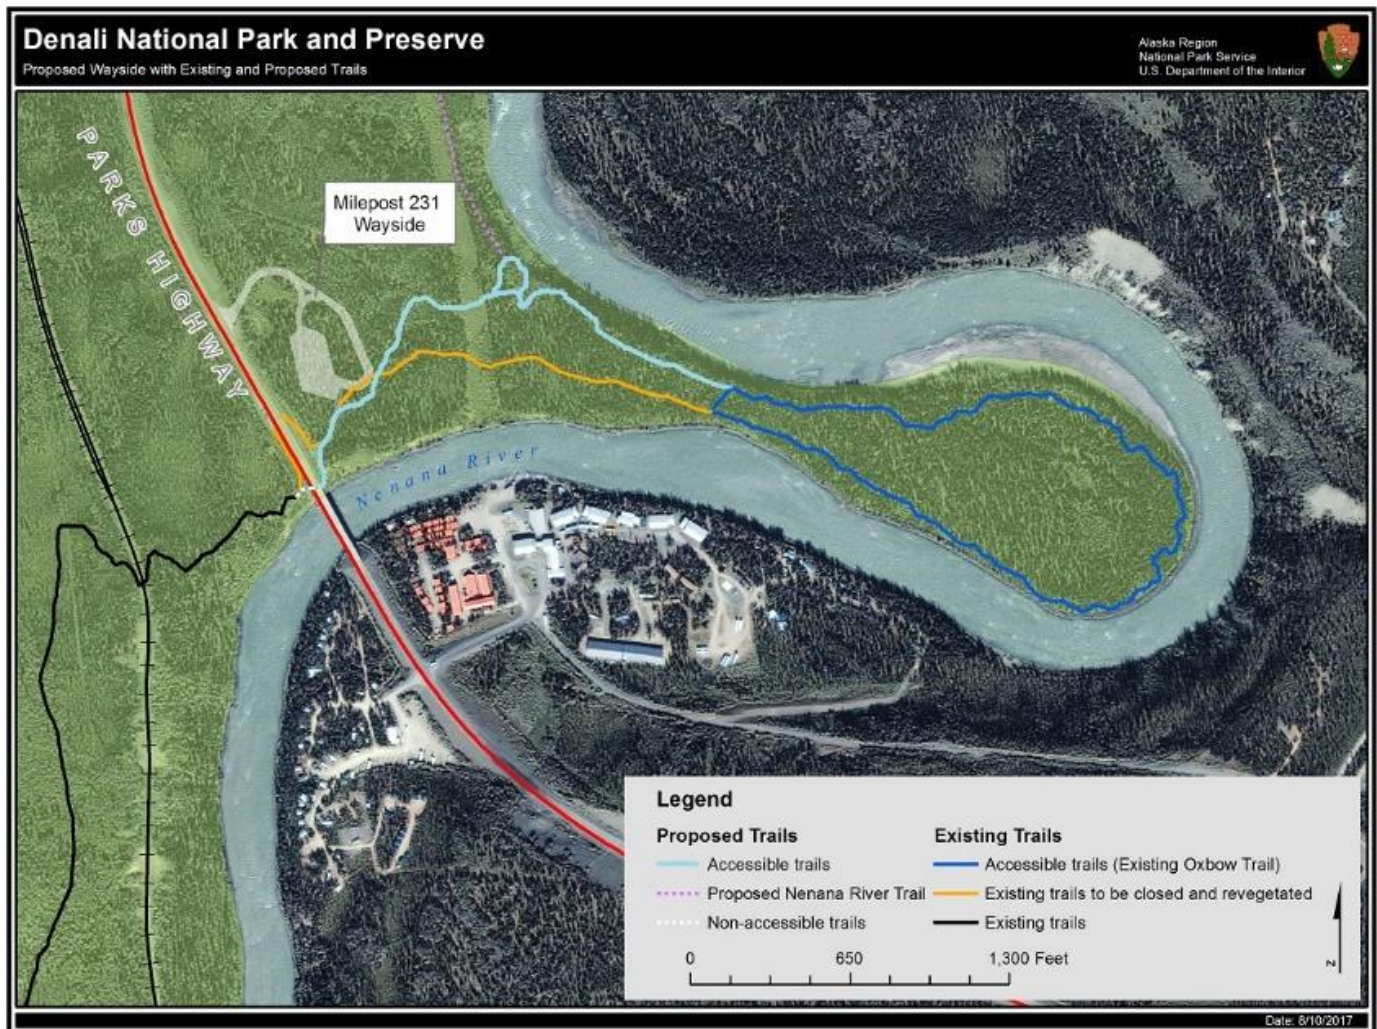 Denali National Park and Preserve
Proposed Wayside with Existing and Proposed Trails
Alaska Region
National Park Service
U.S. Department of the Interior
PARKS HIGHWAY
Milepost 231
Wayside
Nenana River
Legend
Proposed Trails
Accessible trails
Proposed Nenana River Trail
Non-accessible trails
Existing Trails
Accessible trails (Existing Oxbow Trail)
Existing trails to be closed and revegetated
Existing trails
0 650 1,300 Feet
N
Date: 8/10/2017